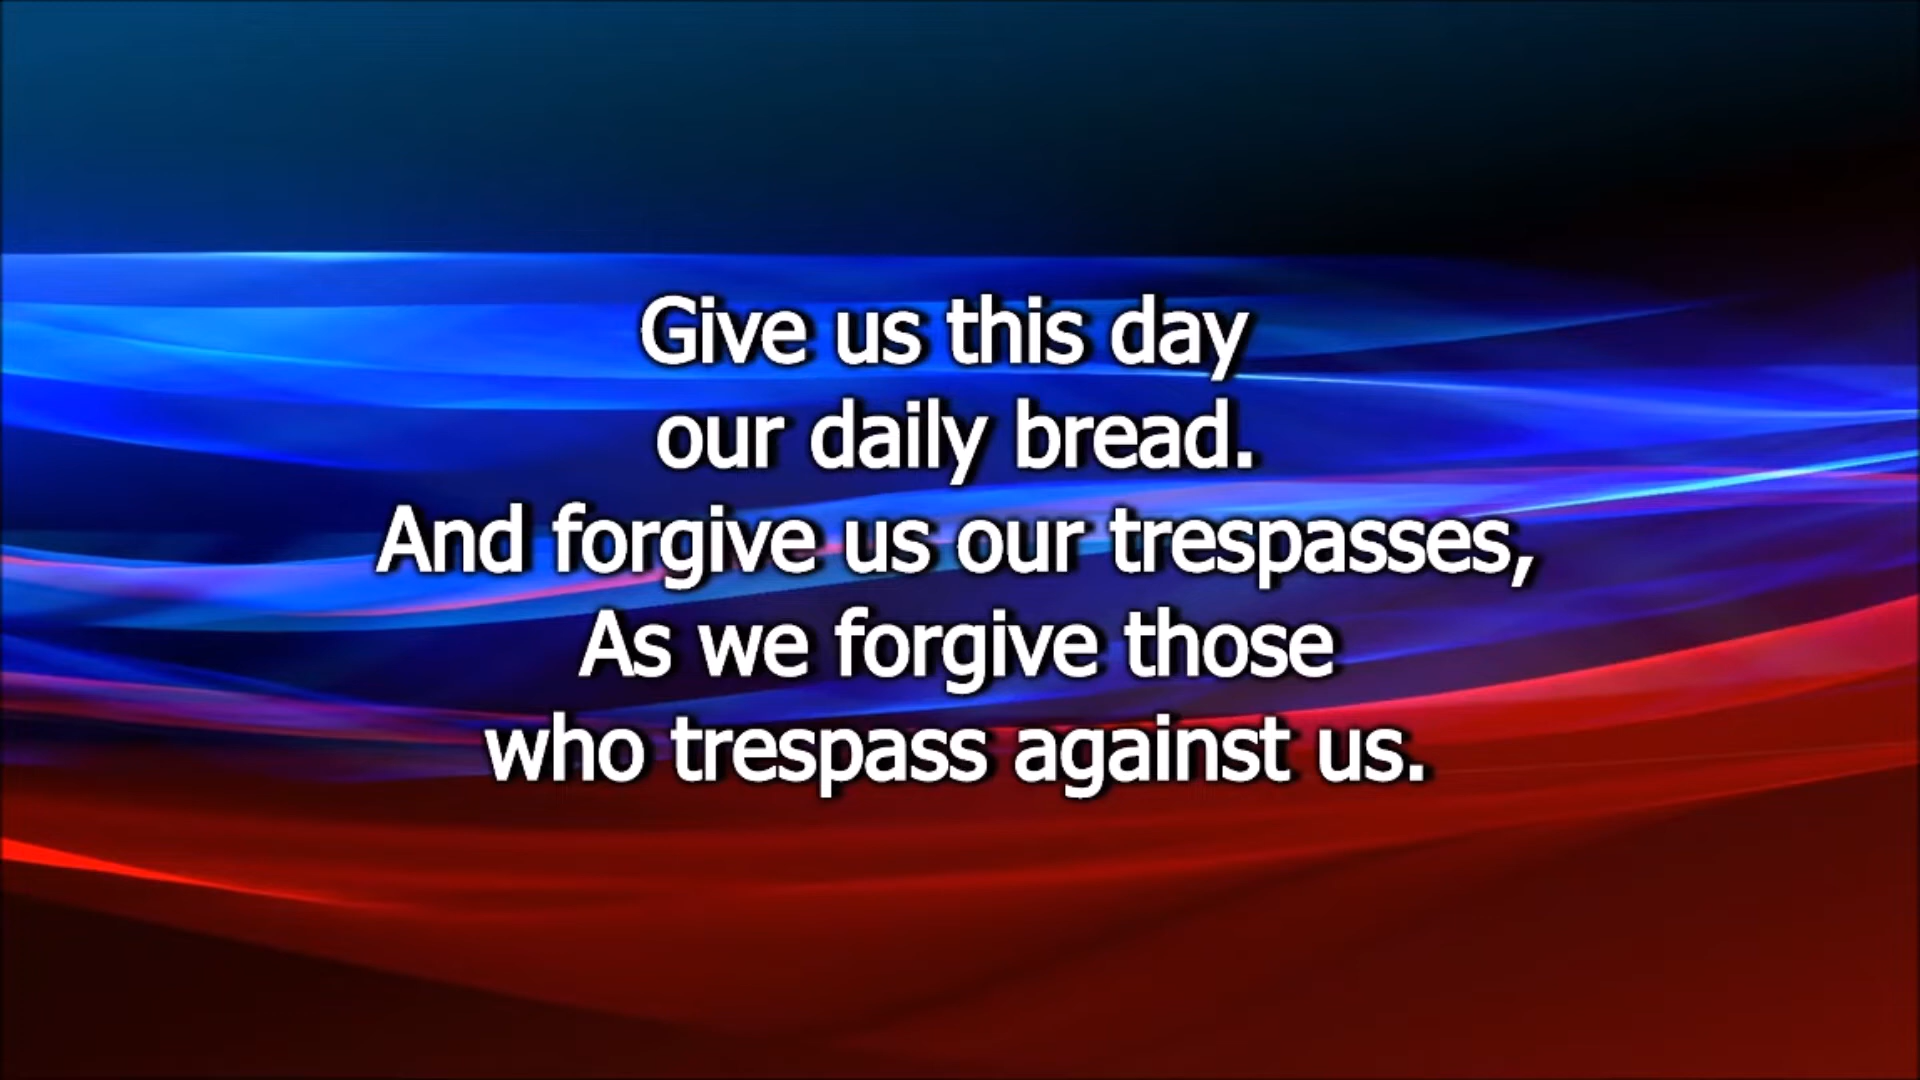 Give us this day
our daily bread.
And forgive us our trespasses,
As we forgive those
who trespass against us.